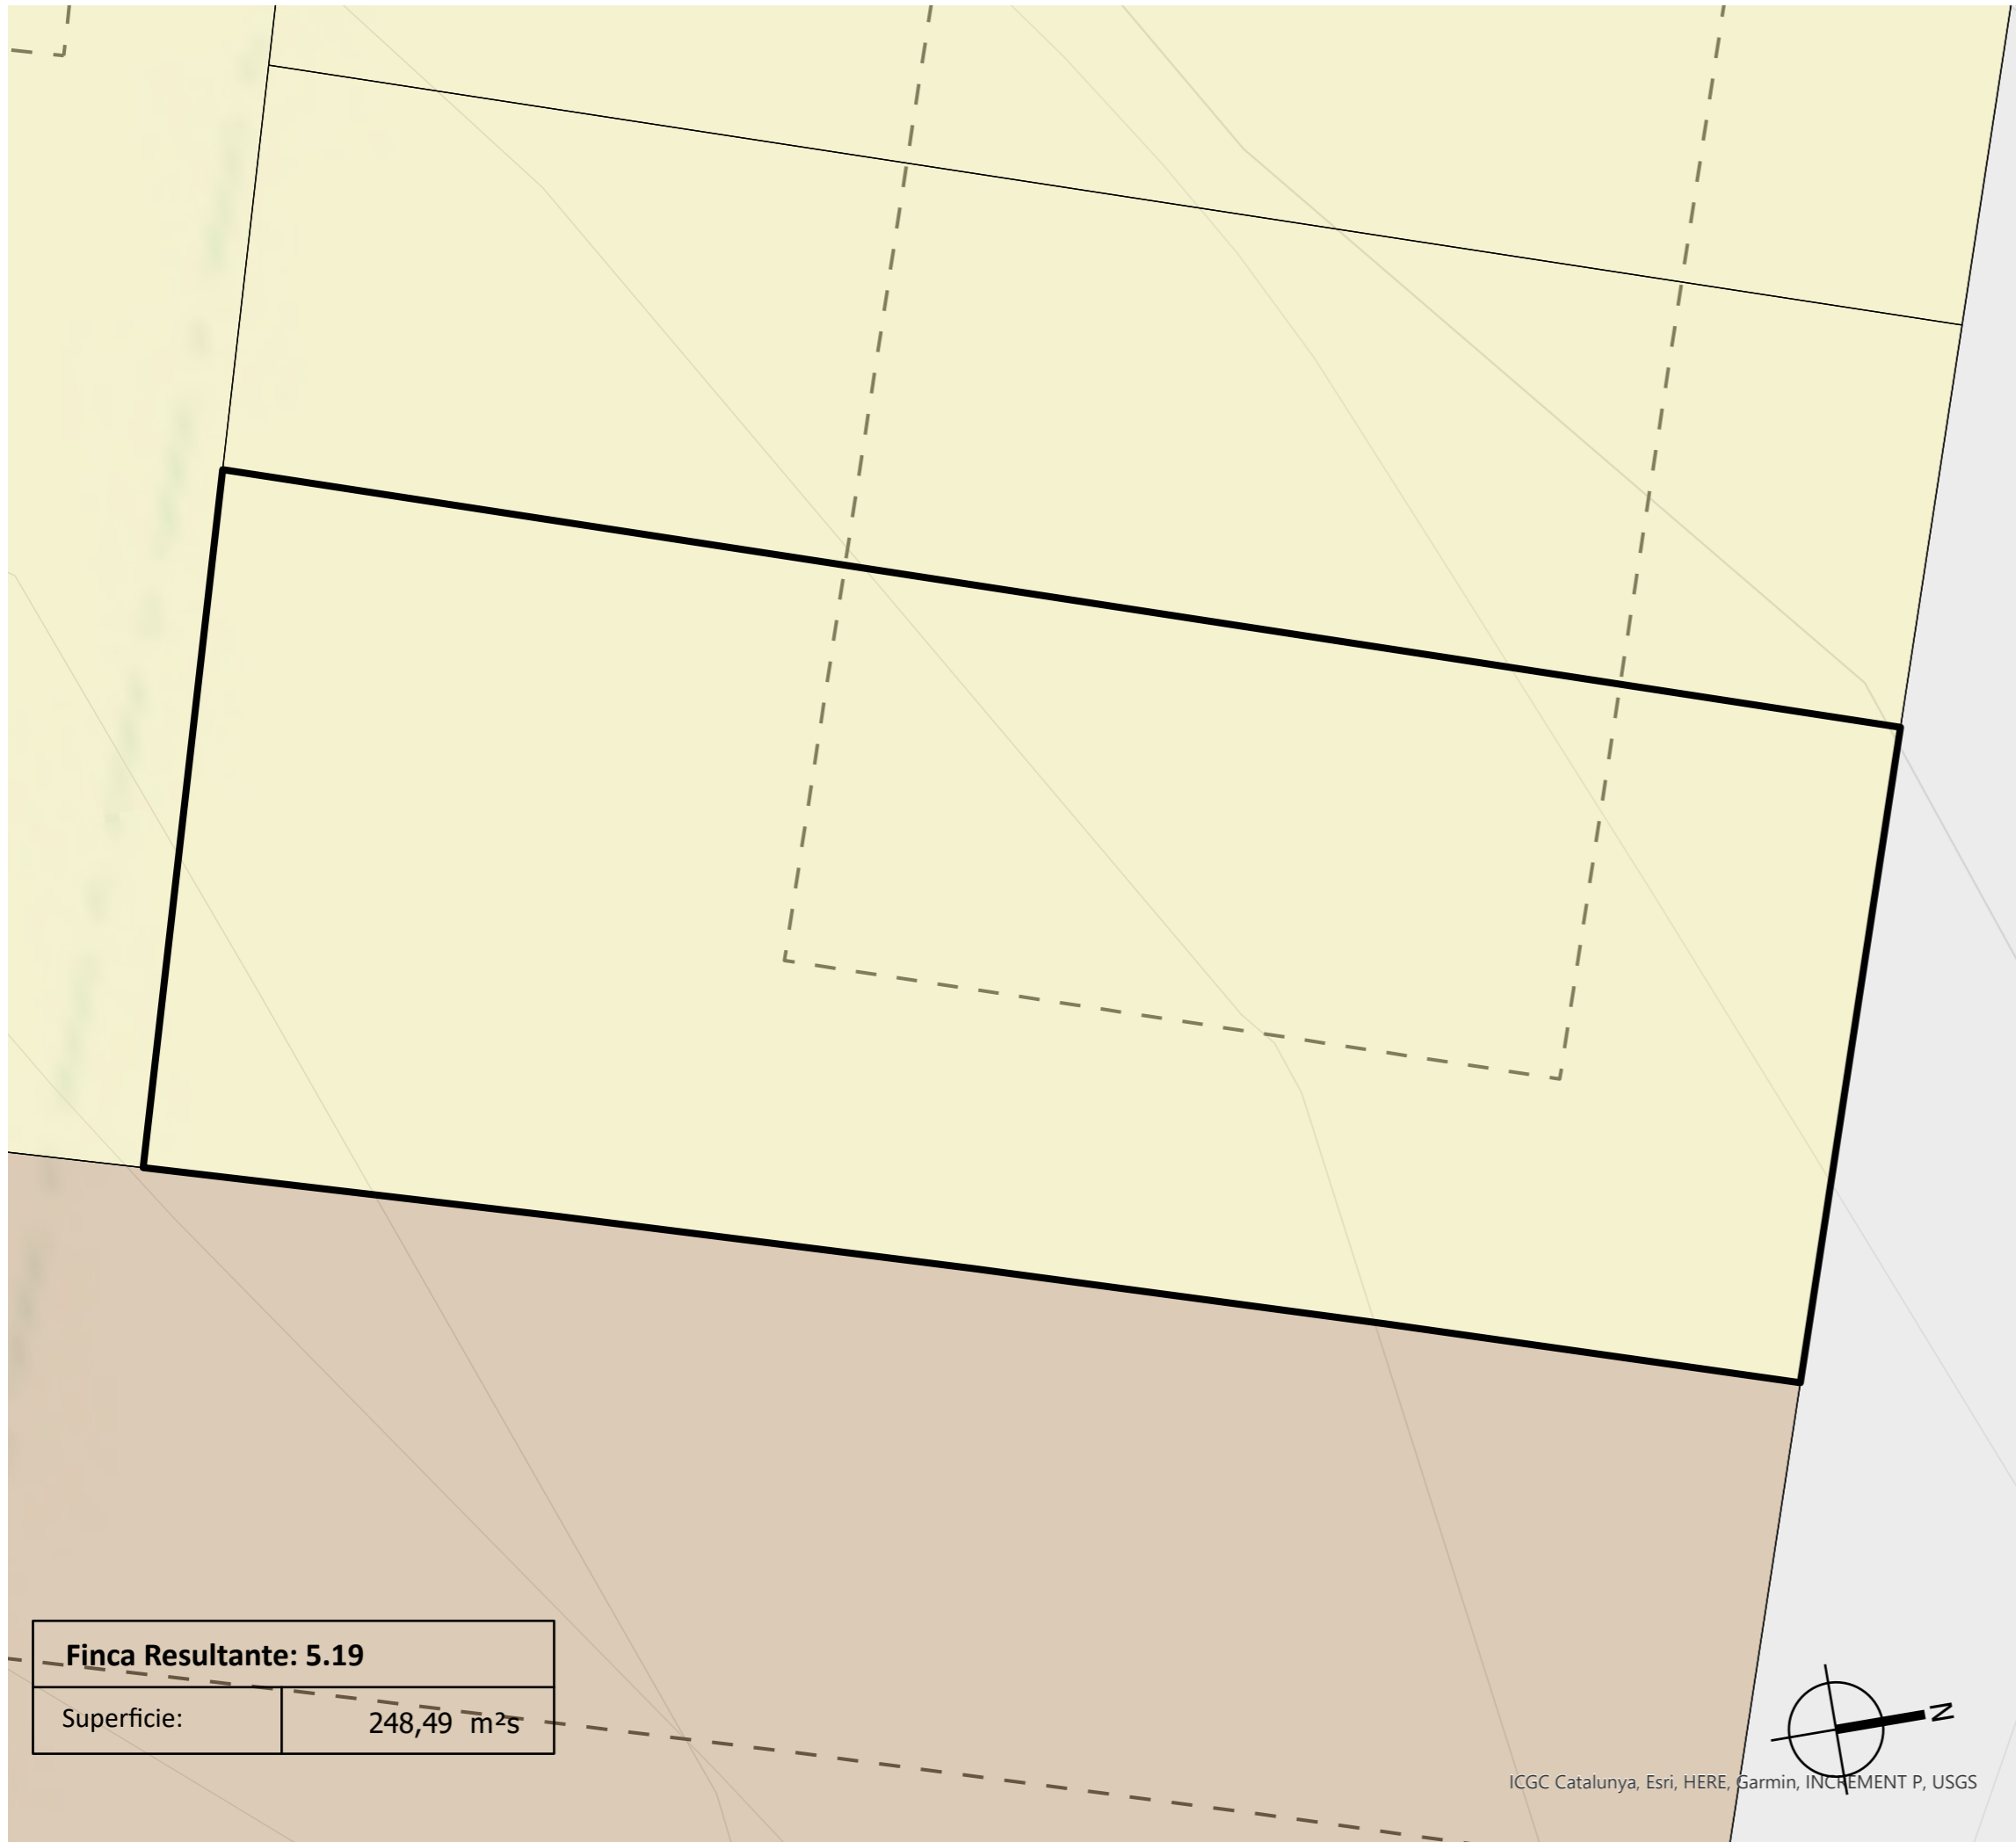 Finca Resultante: 5.19
Superficie: 248,49 m²s
N
ICGC Catalunya, Esri, HERE, Garmin, INCREMENT P, USGS